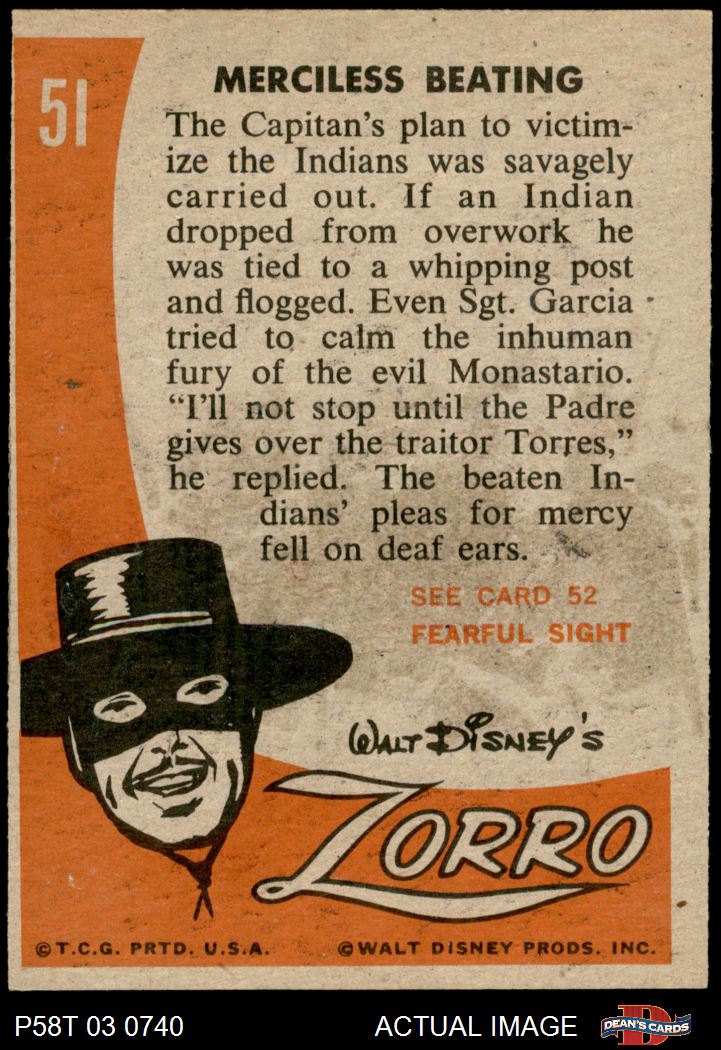 51
MERCILESS BEATING
The Capitan's plan to victim-
ize the Indians was savagely
carried out. If an Indian
dropped from overwork he
was tied to a whipping post
and flogged. Even Sgt. Garcia
tried to calm the inhuman
fury of the evil Monastario.
“I'll not stop until the Padre
gives over the traitor Torres,”
he replied. The beaten In-
dians' pleas for mercy
fell on deaf ears.
SEE CARD 52
FEARFUL SIGHT
WALT DISNEY'S
ZORRO
©T.C.G. PRTD. U.S.A. ©WALT DISNEY PRODS. INC.
P58T 03 0740 ACTUAL IMAGE D DEAN'S CARDS